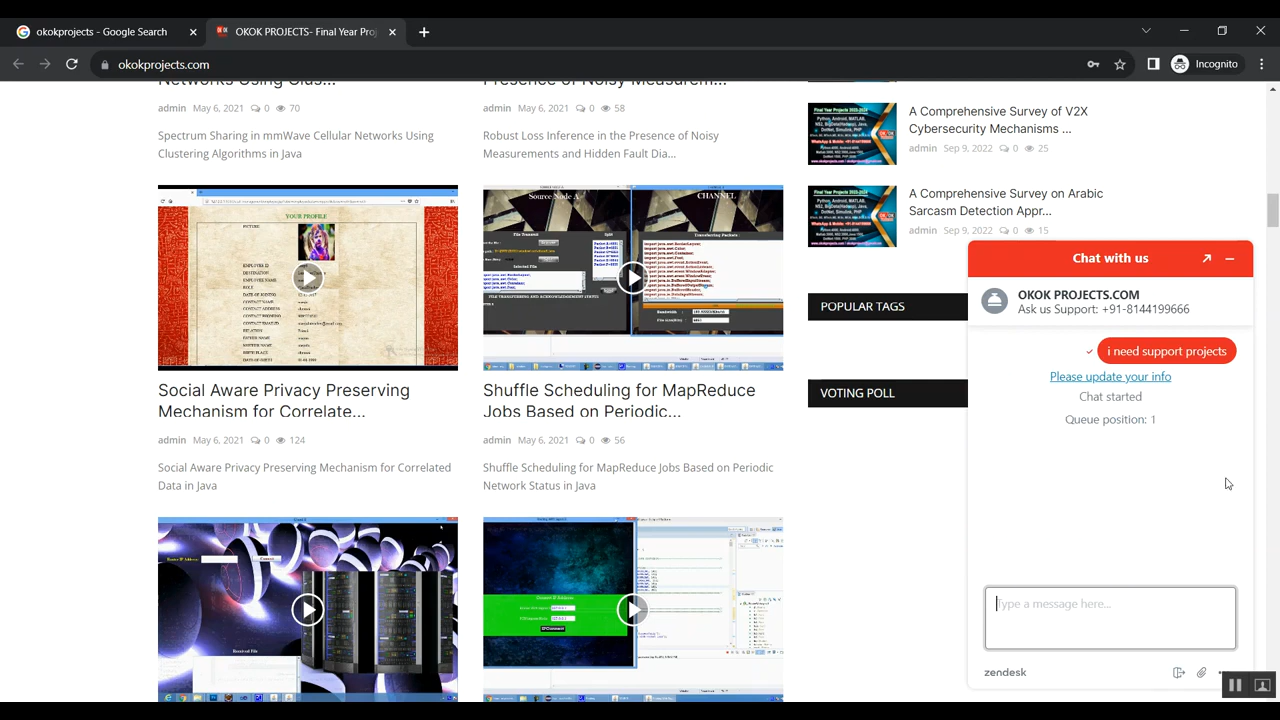 okokprojects - Google Search
OKOK PROJECTS- Final Year Proj
okokprojects.com
Incognito
Networks Using Glas...
Presence of Noisy Measurem...
admin May 6, 2021 0 70
admin May 6, 2021 0 58
Spectrum Sharing in mmWave Cellular Networks Using
Clustering Algorithms in Java
Robust Loss Inference in the Presence of Noisy
Measurements and Hidden Fault Dia...
A Comprehensive Survey of V2X
Cybersecurity Mechanisms ...
admin Sep 9, 2022 0 25
A Comprehensive Survey on Arabic
Sarcasm Detection Appr...
admin Sep 9, 2022 0 15
YOUR PROFILE
Source Node A
CHANNEL
Social Aware Privacy Preserving
Mechanism for Correlate...
admin May 6, 2021 0 124
Social Aware Privacy Preserving Mechanism for Correlated
Data in Java
Shuffle Scheduling for MapReduce
Jobs Based on Periodic...
admin May 6, 2021 0 56
Shuffle Scheduling for MapReduce Jobs Based on Periodic
Network Status in Java
POPULAR TAGS
VOTING POLL
Chat with us
OKOK PROJECTS.COM
Ask us Support: +91- 8144199666
i need support projects
Please update your info
Chat started
Queue position: 1
Type a message here...
zendesk